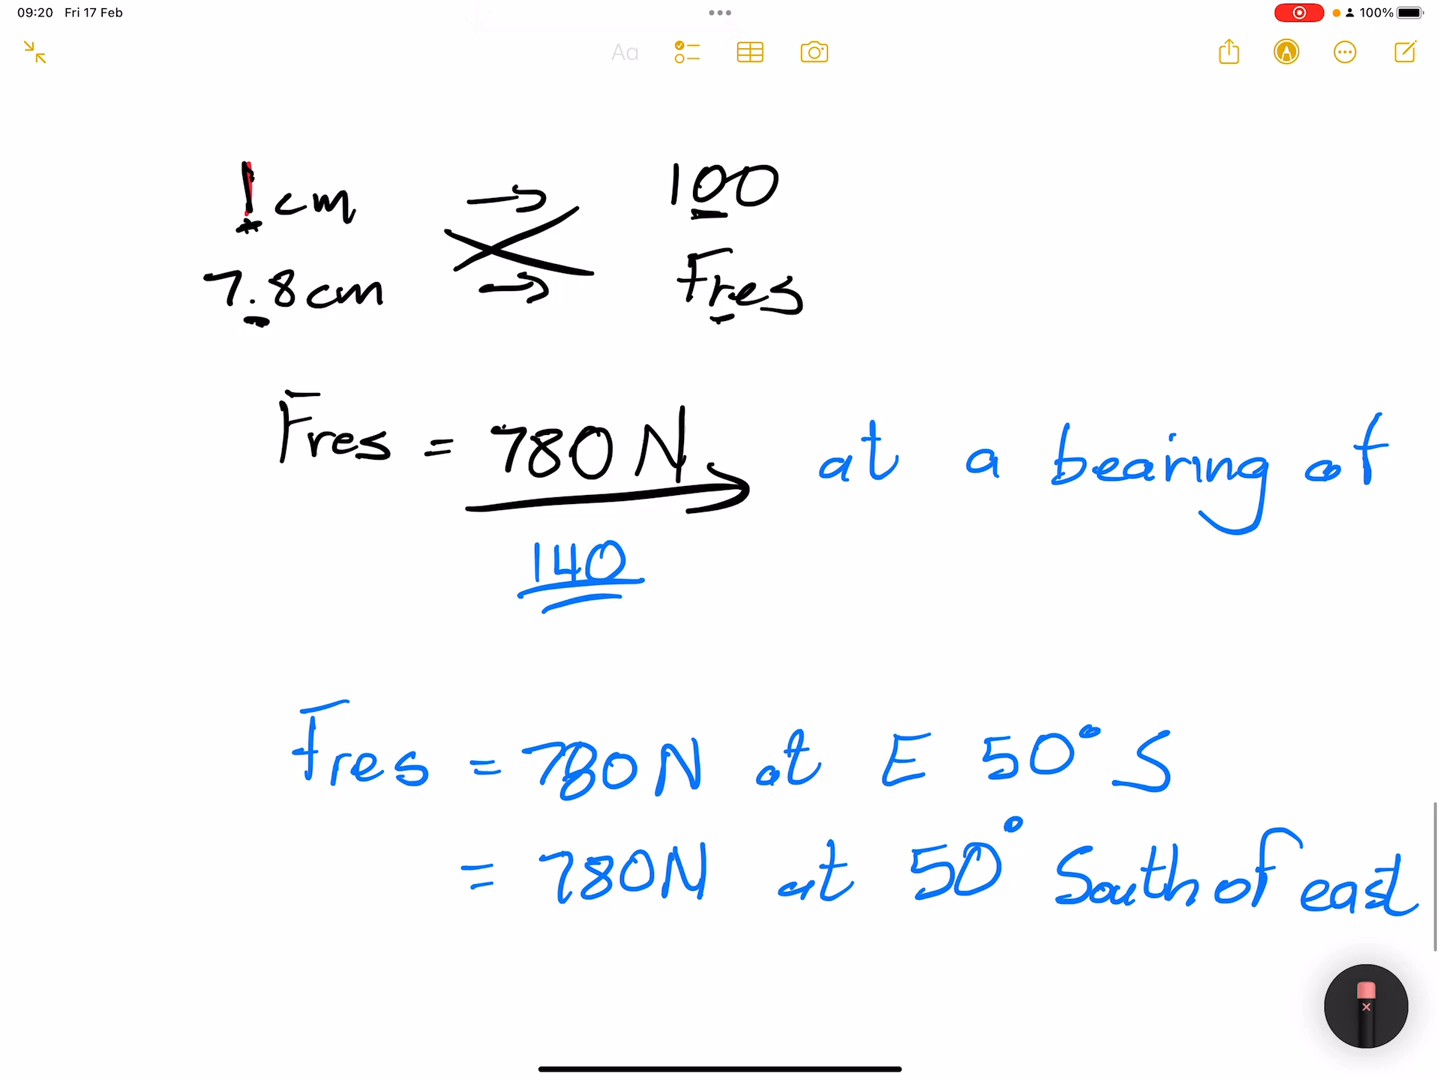 09:20 Fri 17 Feb 100%
Aa
1cm → 100
7.8cm → Fres
Fres = 780 N at a bearing of
140
Fres = 780N at E 50° S
= 780N at 50° South of east